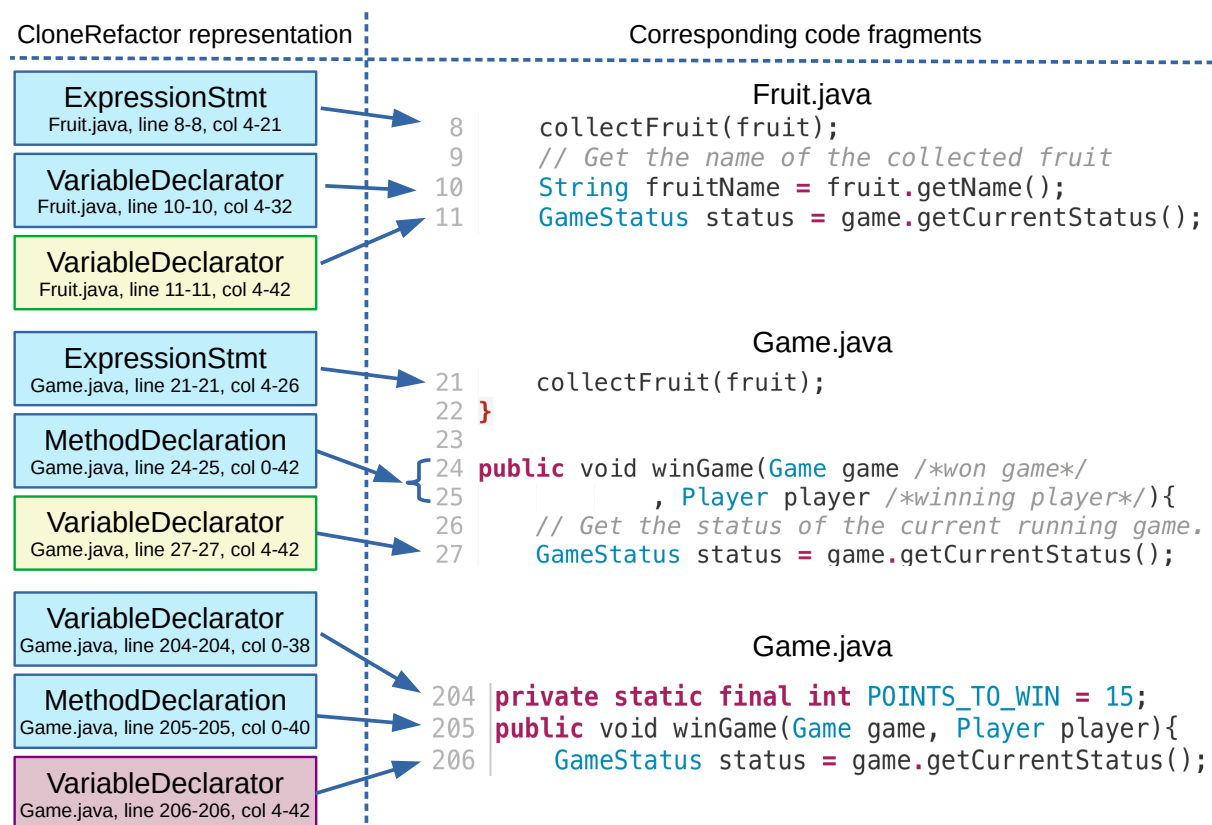 CloneRefactor representation
Corresponding code fragments
ExpressionStmt
Fruit.java, line 8-8, col 4-21
VariableDeclarator
Fruit.java, line 10-10, col 4-32
VariableDeclarator
Fruit.java, line 11-11, col 4-42
Fruit.java
8 collectFruit(fruit);
9 // Get the name of the collected fruit
10 String fruitName = fruit.getName();
11 GameStatus status = game.getCurrentStatus();
ExpressionStmt
Game.java, line 21-21, col 4-26
MethodDeclaration
Game.java, line 24-25, col 0-42
VariableDeclarator
Game.java, line 27-27, col 4-42
Game.java
21 collectFruit(fruit);
22 }
23
24 public void winGame(Game game /*won game*/
25 , Player player /*winning player*/){
26 // Get the status of the current running game.
27 GameStatus status = game.getCurrentStatus();
VariableDeclarator
Game.java, line 204-204, col 0-38
MethodDeclaration
Game.java, line 205-205, col 0-40
VariableDeclarator
Game.java, line 206-206, col 4-42
Game.java
204 private static final int POINTS_TO_WIN = 15;
205 public void winGame(Game game, Player player){
206 GameStatus status = game.getCurrentStatus();